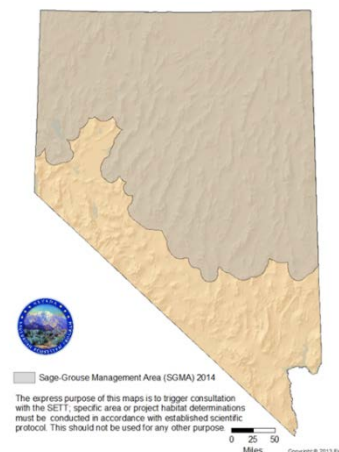 Sage-Grouse Management Area (SGMA) 2014
The express purpose of this maps is to trigger consultation
with the SETT; specific area or project habitat determinations
must be conducted in accordance with established scientific
protocol. This should not be used for any other purpose.
0 25 50
Miles
Copyright:© 2013